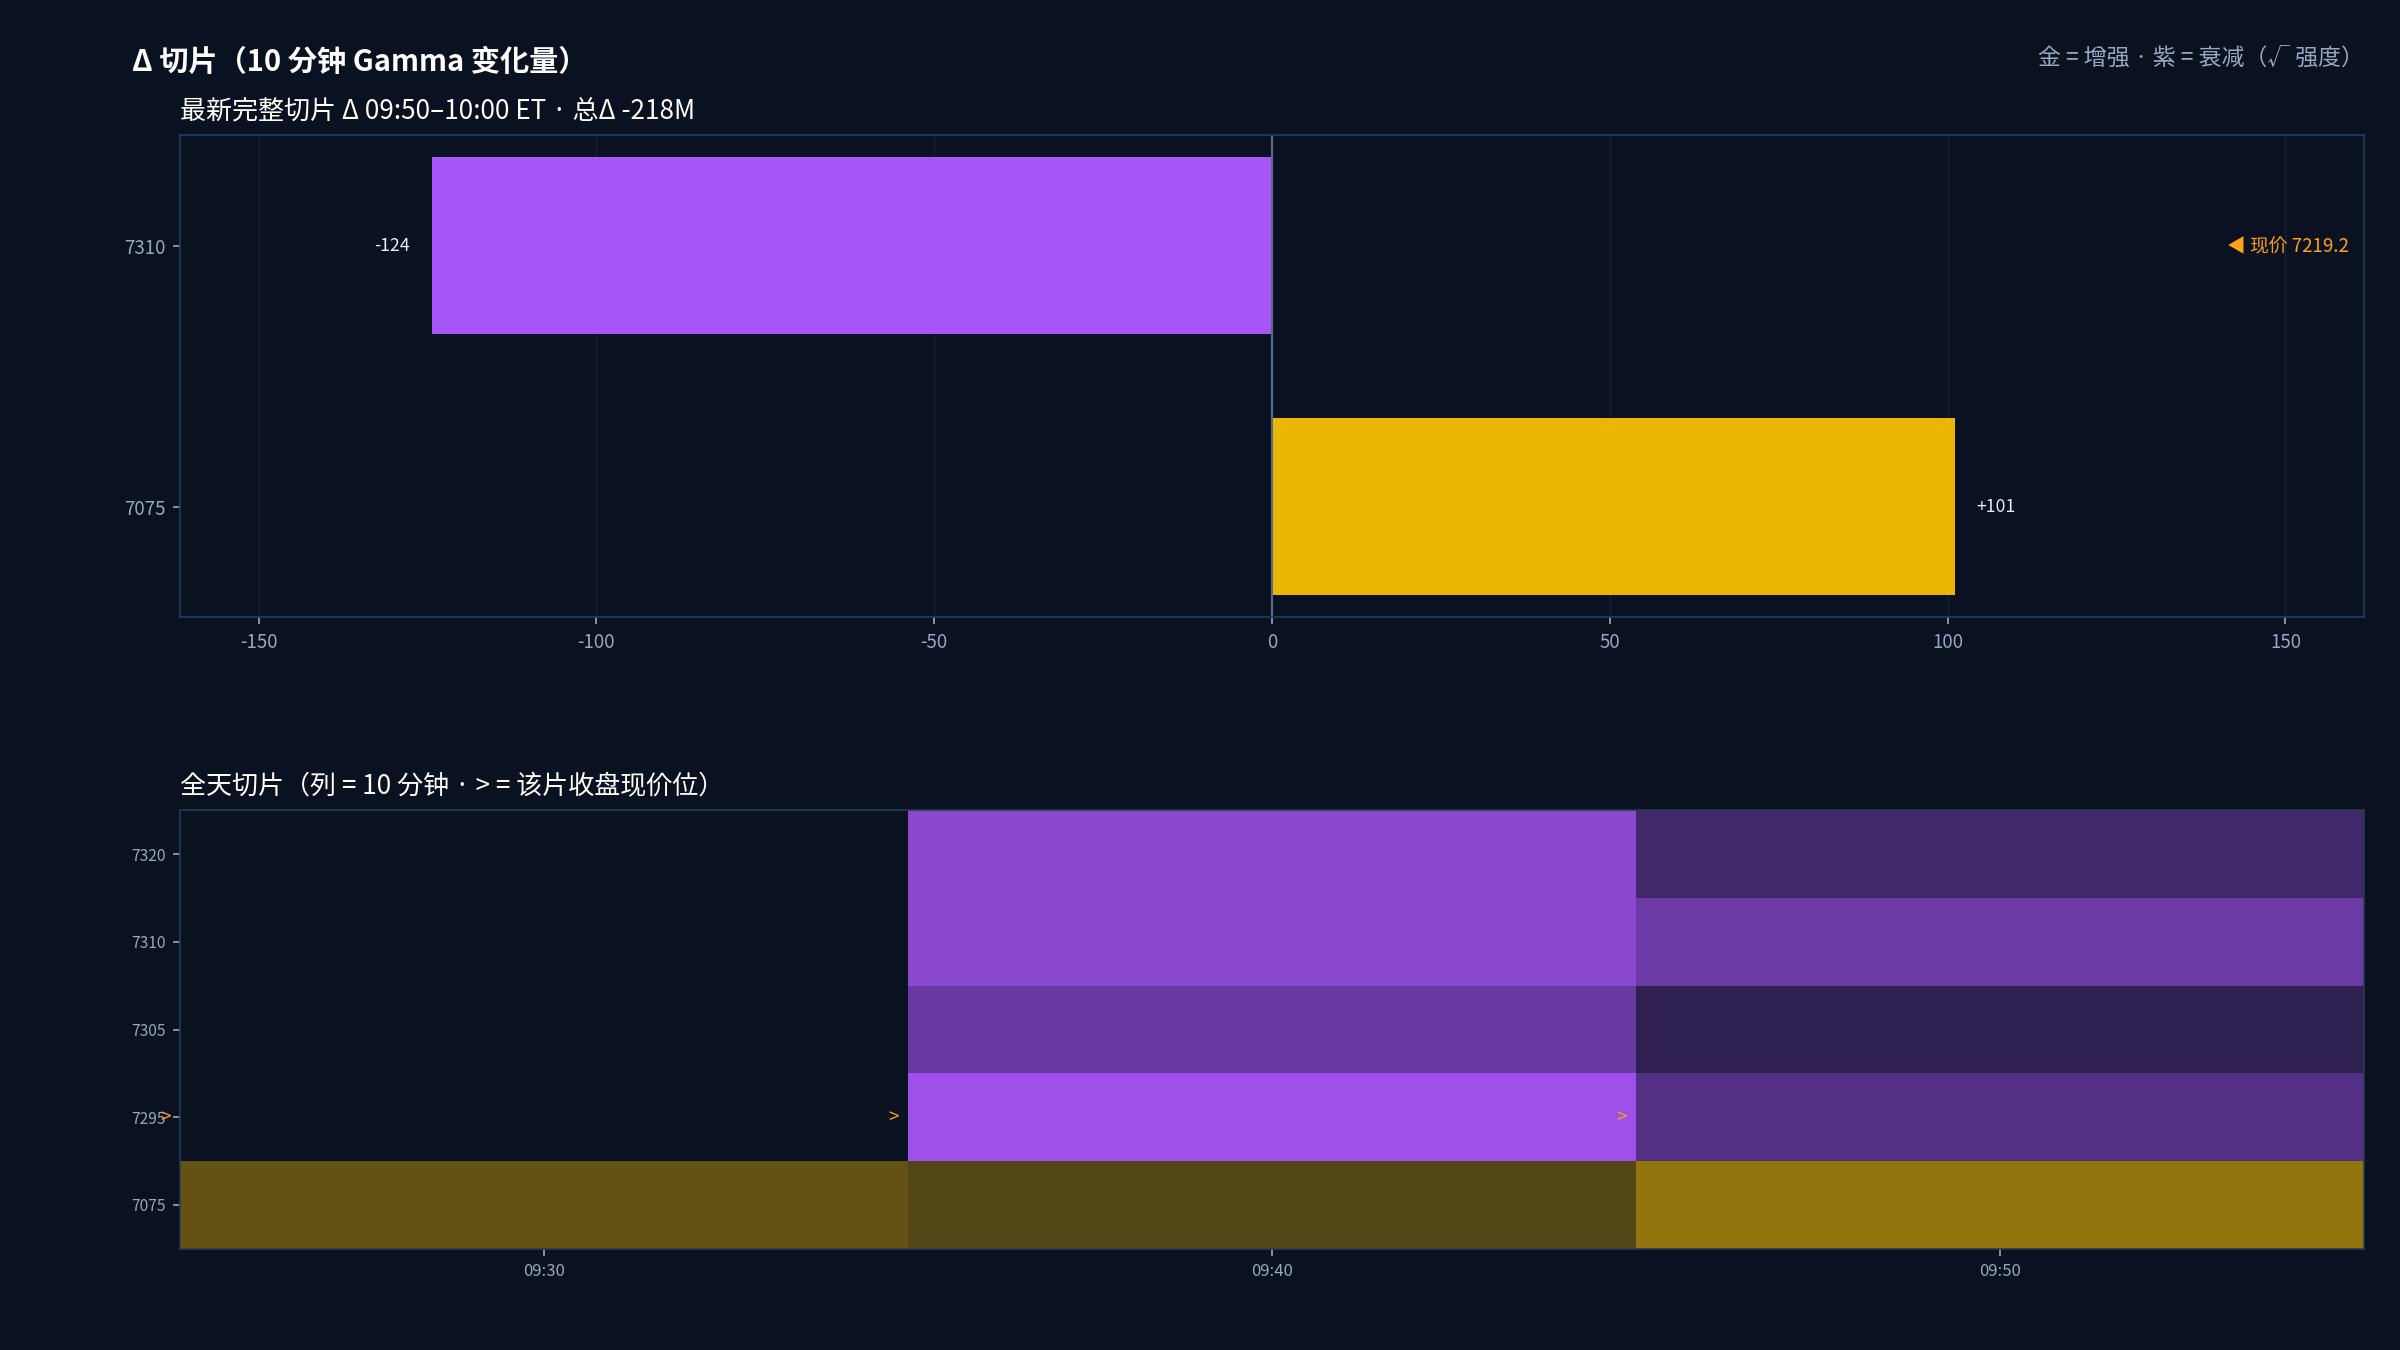 Δ 切片（10 分钟 Gamma 变化量）
金 = 增强 · 紫 = 衰减（√ 强度）
最新完整切片 Δ 09:50–10:00 ET · 总Δ -218M
7310
-124
◀ 现价 7219.2
7075
+101
-150 -100 -50 0 50 100 150
全天切片（列 = 10 分钟 · > = 该片收盘现价位）
7320
7310
7305
7295 > > >
7075
09:30 09:40 09:50